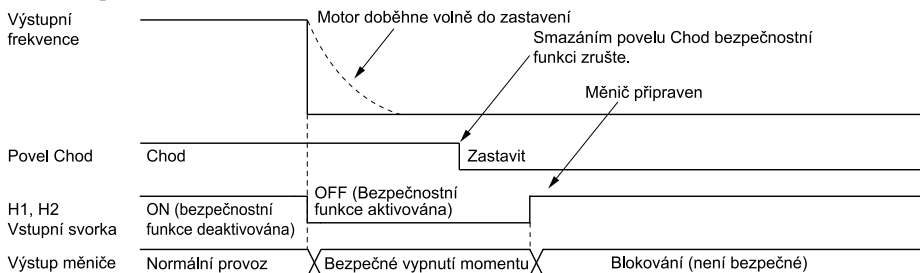 Výstupní
frekvence
Motor doběhne volně do zastavení
Smazáním povelu Chod bezpečnostní
funkci zrušte.
Měnič připraven
Povel Chod
Chod
Zastavit
H1, H2
Vstupní svorka
ON (bezpečnostní
funkce deaktivována)
OFF (Bezpečnostní
funkce aktivována)
Výstup měniče
Normální provoz
Bezpečné vypnutí momentu
Blokování (není bezpečné)